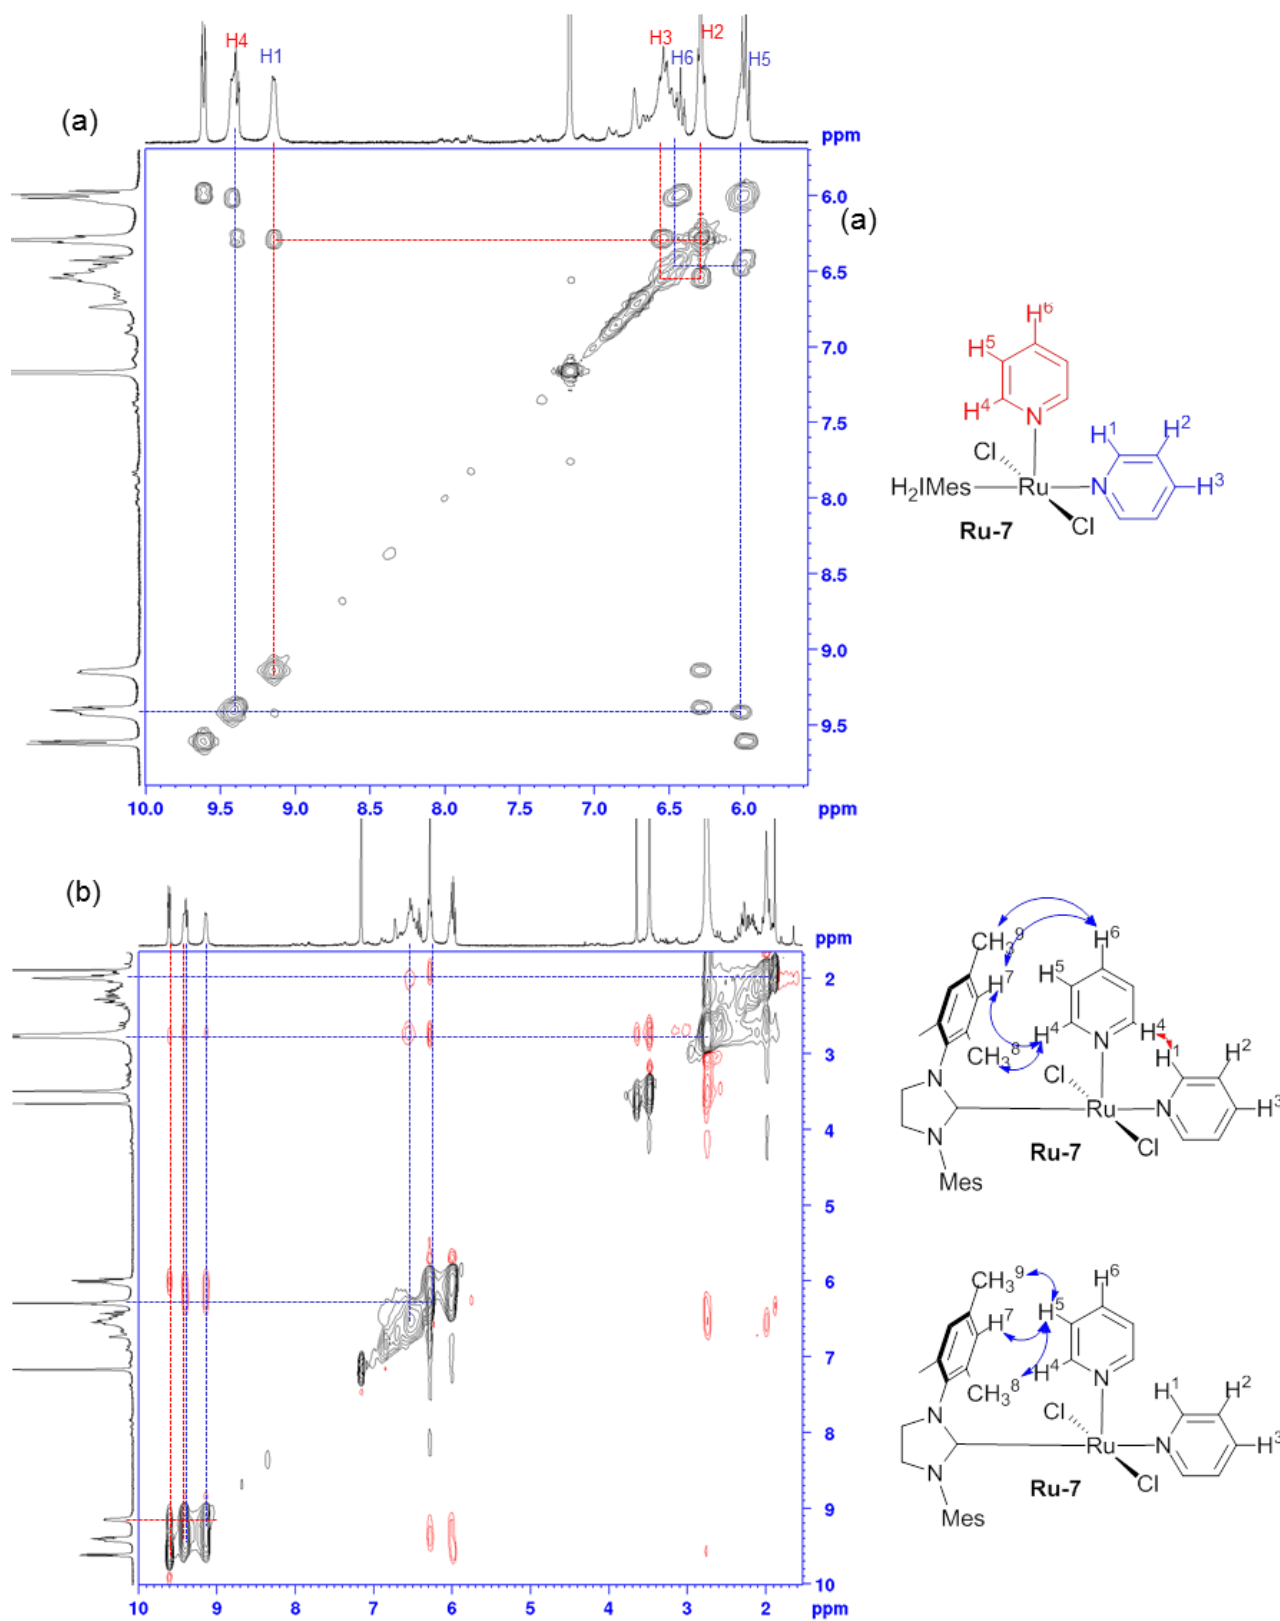 H4
H1
H3
H6
H2
H5
(a)
ppm
6.0
6.5
7.0
7.5
8.0
8.5
9.0
9.5
10.0 9.5 9.0 8.5 8.0 7.5 7.0 6.5 6.0 ppm
(a)
H6
H5
H4
N
H1
H2
Cl
H2IMes
Ru
N
H3
Cl
Ru-7
(b)
ppm
2
3
4
5
6
7
8
9
10
10 9 8 7 6 5 4 3 2 ppm
CH3 9
H6
H5
H7
H4
H4
CH3 8
N
H1
H2
N
Cl
Ru
N
H3
N
Cl
Ru-7
Mes
CH3 9
H6
H5
H7
H4
CH3 8
N
H1
H2
N
Cl
Ru
N
H3
N
Cl
Ru-7
Mes